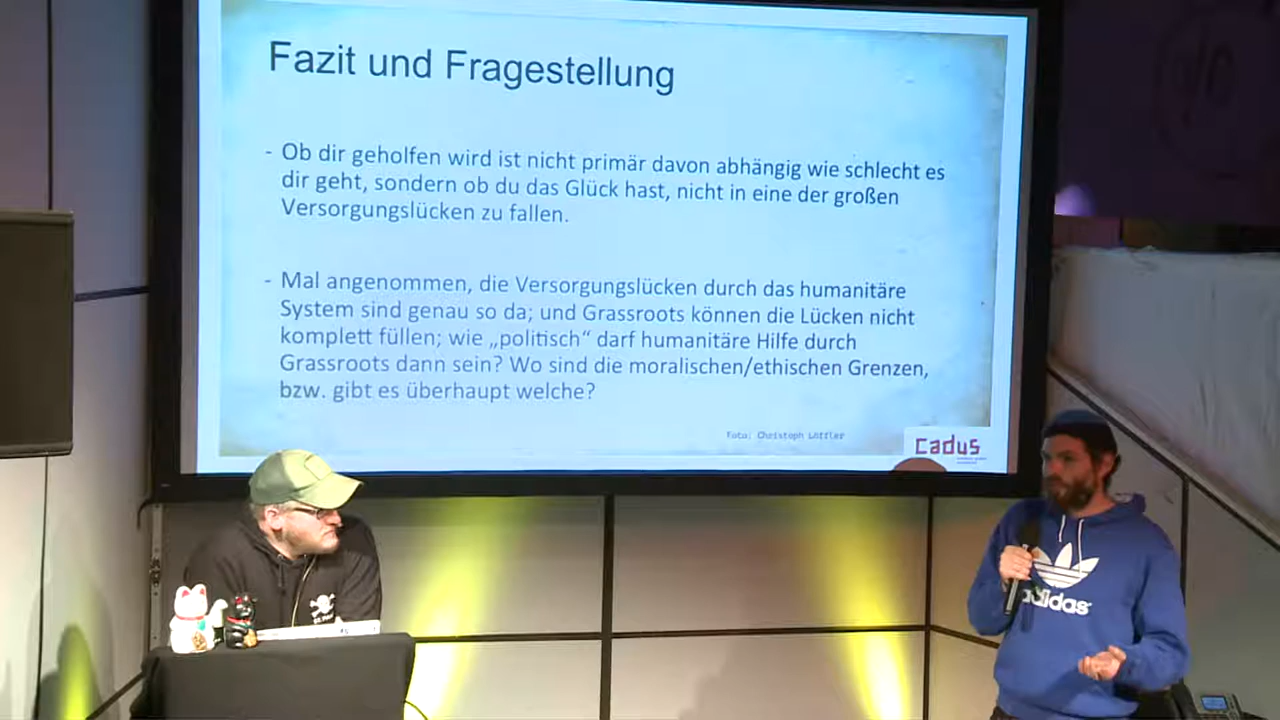 Fazit und Fragestellung
- Ob dir geholfen wird ist nicht primär davon abhängig wie schlecht es
dir geht, sondern ob du das Glück hast, nicht in eine der großen
Versorgungslücken zu fallen.
- Mal angenommen, die Versorgungslücken durch das humanitäre
System sind genau so da; und Grassroots können die Lücken nicht
komplett füllen; wie „politisch“ darf humanitäre Hilfe durch
Grassroots dann sein? Wo sind die moralischen/ethischen Grenzen,
bzw. gibt es überhaupt welche?
Foto: Christoph Löffler
Cadus
adidas